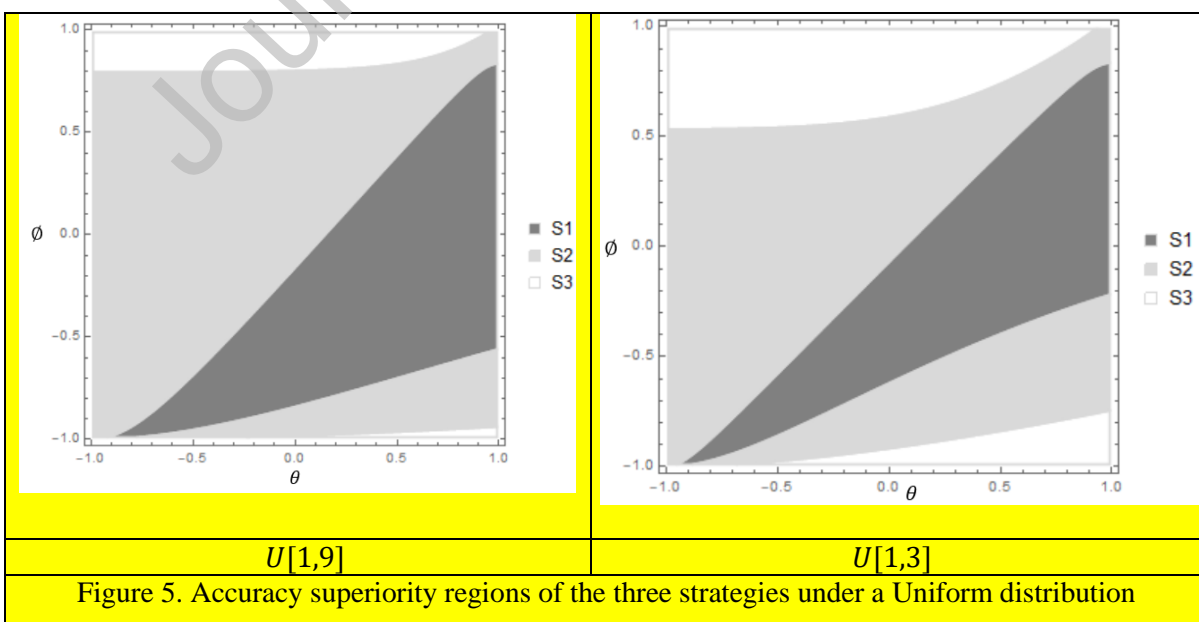 Jour
1.0
0.5
0.0
-0.5
-1.0
-1.0 -0.5 0.0 0.5 1.0
Ø
θ
S1
S2
S3
1.0
0.5
0.0
-0.5
-1.0
-1.0 -0.5 0.0 0.5 1.0
Ø
θ
S1
S2
S3
U[1,9] U[1,3]
Figure 5. Accuracy superiority regions of the three strategies under a Uniform distribution